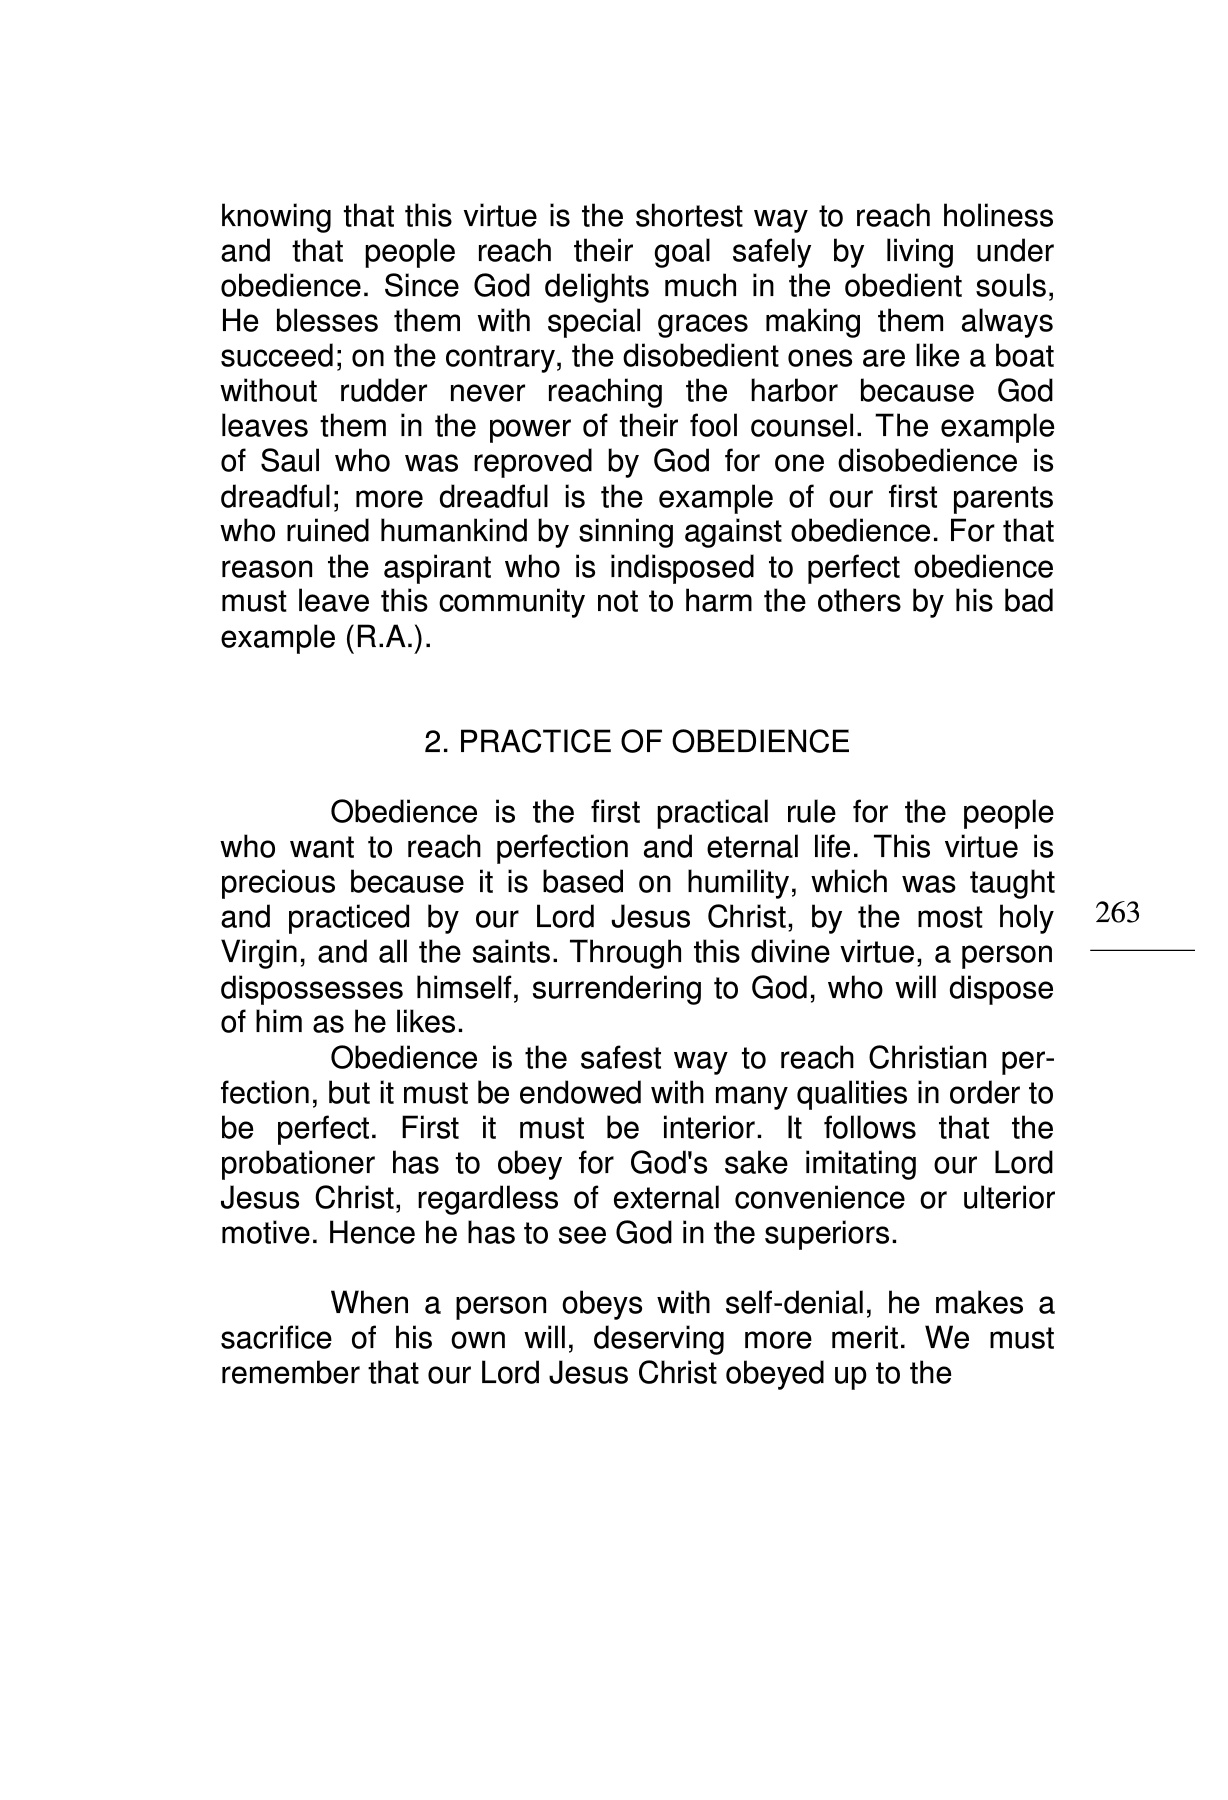 knowing that this virtue is the shortest way to reach holiness
and that people reach their goal safely by living under
obedience. Since God delights much in the obedient souls,
He blesses them with special graces making them always
succeed; on the contrary, the disobedient ones are like a boat
without rudder never reaching the harbor because God
leaves them in the power of their fool counsel. The example
of Saul who was reproved by God for one disobedience is
dreadful; more dreadful is the example of our first parents
who ruined humankind by sinning against obedience. For that
reason the aspirant who is indisposed to perfect obedience
must leave this community not to harm the others by his bad
example (R.A.).
2. PRACTICE OF OBEDIENCE
Obedience is the first practical rule for the people
who want to reach perfection and eternal life. This virtue is
precious because it is based on humility, which was taught
and practiced by our Lord Jesus Christ, by the most holy
Virgin, and all the saints. Through this divine virtue, a person
dispossesses himself, surrendering to God, who will dispose
of him as he likes.
Obedience is the safest way to reach Christian per-
fection, but it must be endowed with many qualities in order to
be perfect. First it must be interior. It follows that the
probationer has to obey for God's sake imitating our Lord
Jesus Christ, regardless of external convenience or ulterior
motive. Hence he has to see God in the superiors.
When a person obeys with self-denial, he makes a
sacrifice of his own will, deserving more merit. We must
remember that our Lord Jesus Christ obeyed up to the
263